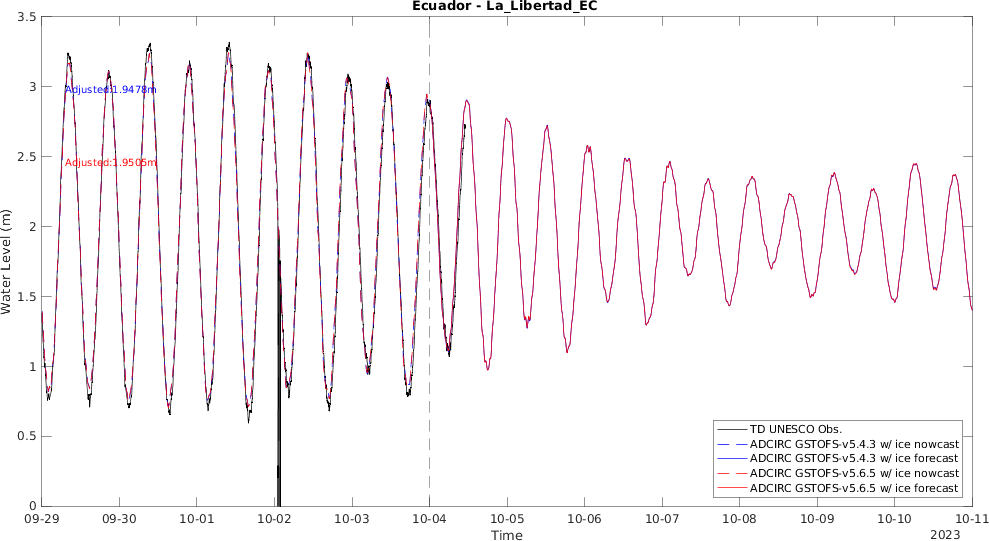 Ecuador - La_Libertad_EC
3.5
3
2.5
2
1.5
1
0.5
0
Water Level (m)
Adjusted:1.9478m
Adjusted:1.9505m
TD UNESCO Obs.
ADCIRC GSTOFS-v5.4.3 w/ ice nowcast
ADCIRC GSTOFS-v5.4.3 w/ ice forecast
ADCIRC GSTOFS-v5.6.5 w/ ice nowcast
ADCIRC GSTOFS-v5.6.5 w/ ice forecast
09-29 09-30 10-01 10-02 10-03 10-04 10-05 10-06 10-07 10-08 10-09 10-10 10-11
Time
2023